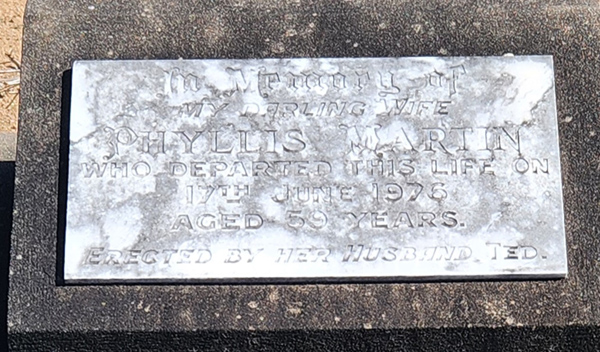 In Memory of
MY DARLING WIFE
PHYLLIS MARTIN
WHO DEPARTED THIS LIFE ON
17TH JUNE 1976
AGED 59 YEARS.
ERECTED BY HER HUSBAND, TED.